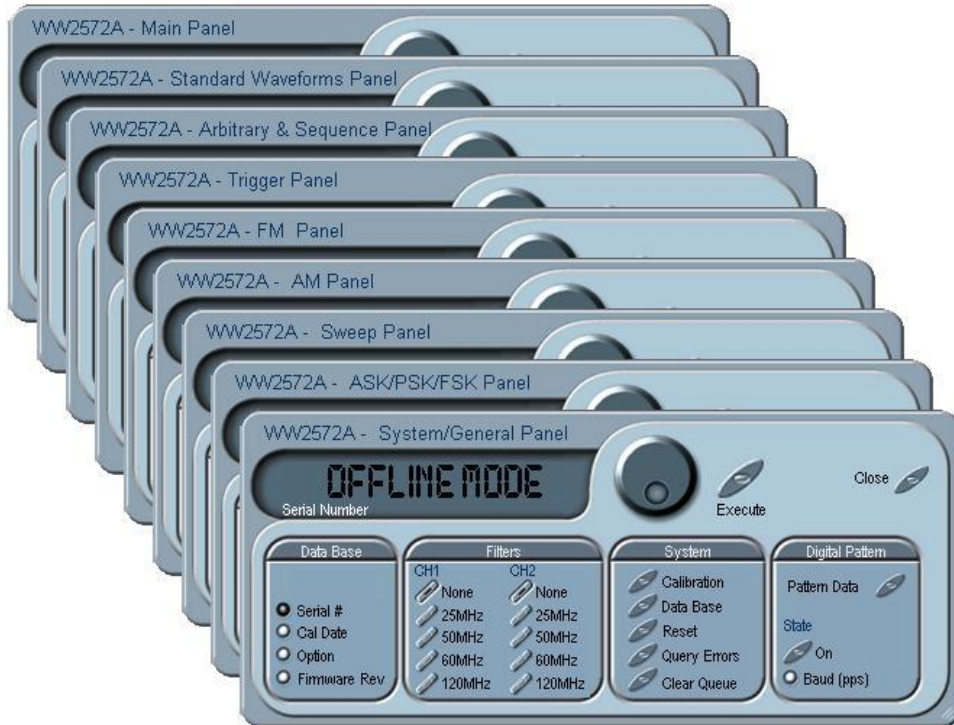 WW2572A - Main Panel
WW2572A - Standard Waveforms Panel
WW2572A - Arbitrary & Sequence Panel
WW2572A - Trigger Panel
WW2572A - FM Panel
WW2572A - AM Panel
WW2572A - Sweep Panel
WW2572A - ASK/PSK/FSK Panel
WW2572A - System/General Panel
OFFLINE MODE
Serial Number
Execute
Close
Data Base
Serial #
Cal Date
Option
Firmware Rev
Filters
CH1 CH2
None None
25MHz 25MHz
50MHz 50MHz
60MHz 60MHz
120MHz 120MHz
System
Calibration
Data Base
Reset
Query Errors
Clear Queue
Digital Pattern
Pattern Data
State
On
Baud (pps)